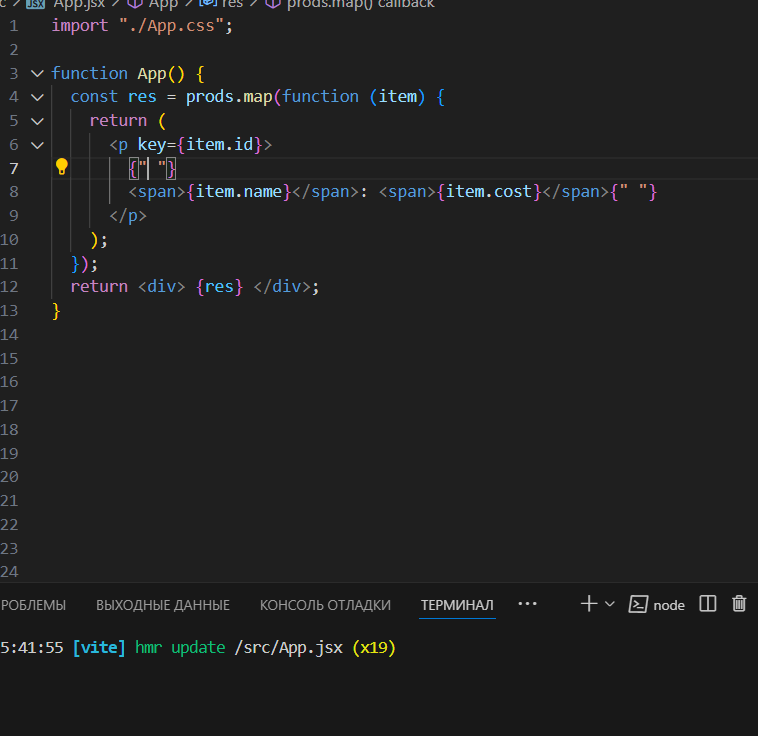 c > JSX App.jsx > App > res > prods.map() callback
1 import "./App.css";
2
3 function App() {
4 const res = prods.map(function (item) {
5 return (
6 <p key={item.id}>
7 {" "}
8 <span>{item.name}</span>: <span>{item.cost}</span>{" "}
9 </p>
10 );
11 });
12 return <div> {res} </div>;
13 }
14
15
16
17
18
19
20
21
22
23
24
РОБЛЕМЫ ВЫХОДНЫЕ ДАННЫЕ КОНСОЛЬ ОТЛАДКИ ТЕРМИНАЛ ··· node
5:41:55 [vite] hmr update /src/App.jsx (x19)